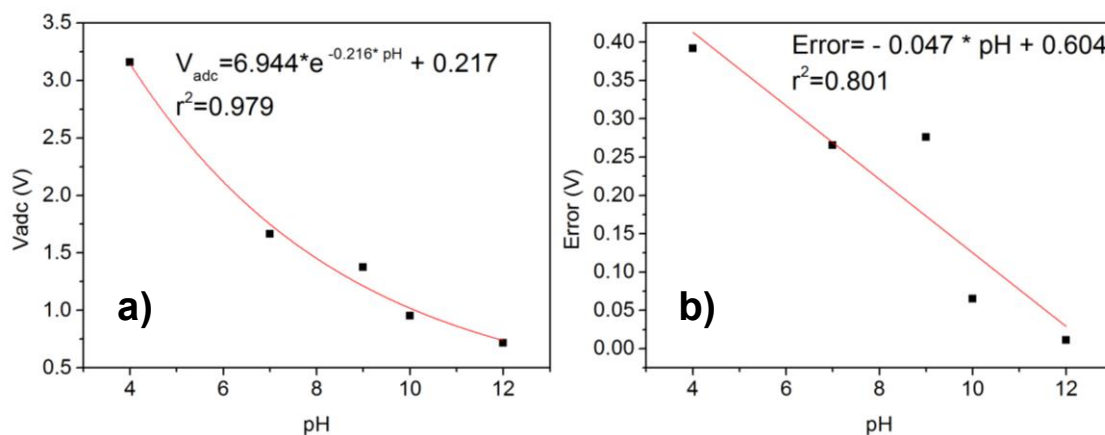 V_adc=6.944*e^-0.216* pH + 0.217
r²=0.979
3.5
3.0
2.5
2.0
1.5
1.0
0.5
Vadc (V)
a)
4 6 8 10 12
pH
Error= - 0.047 * pH + 0.604
r²=0.801
0.40
0.35
0.30
0.25
0.20
0.15
0.10
0.05
0.00
Error (V)
b)
4 6 8 10 12
pH